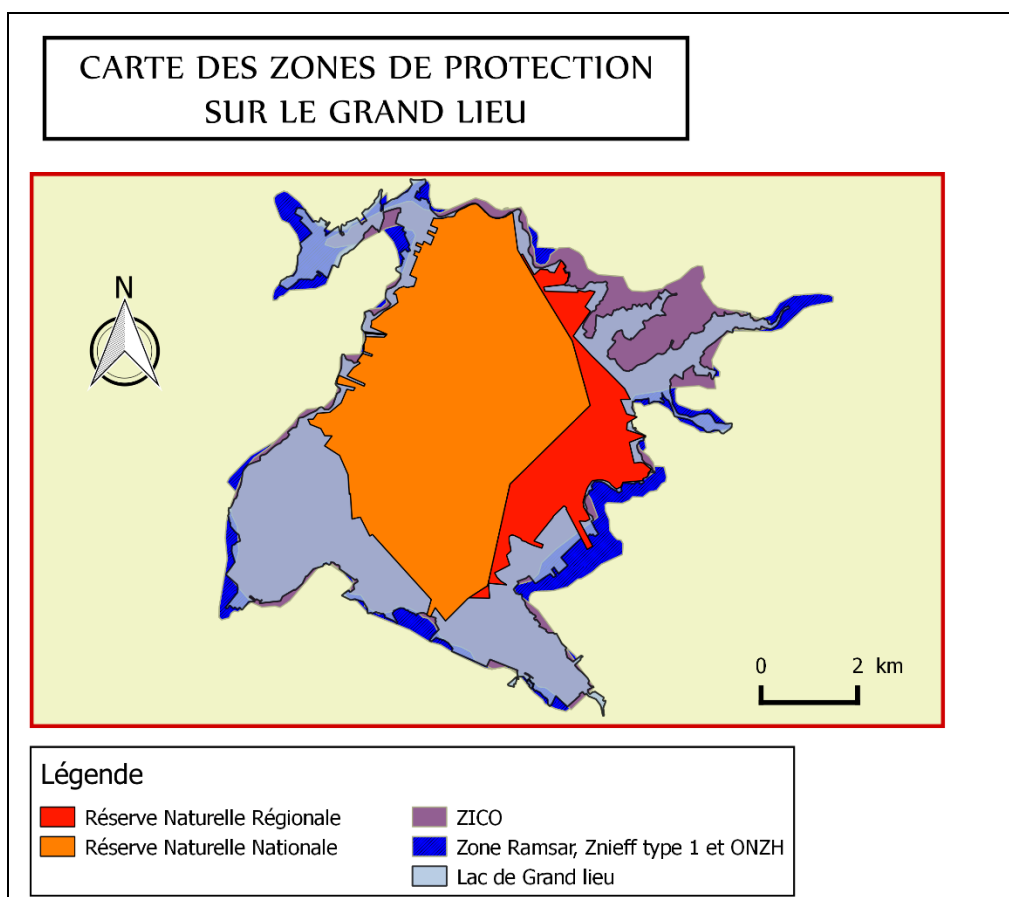 CARTE DES ZONES DE PROTECTION
SUR LE GRAND LIEU
N
0 2 km
Légende
Réserve Naturelle Régionale
Réserve Naturelle Nationale
ZICO
Zone Ramsar, Znieff type 1 et ONZH
Lac de Grand lieu